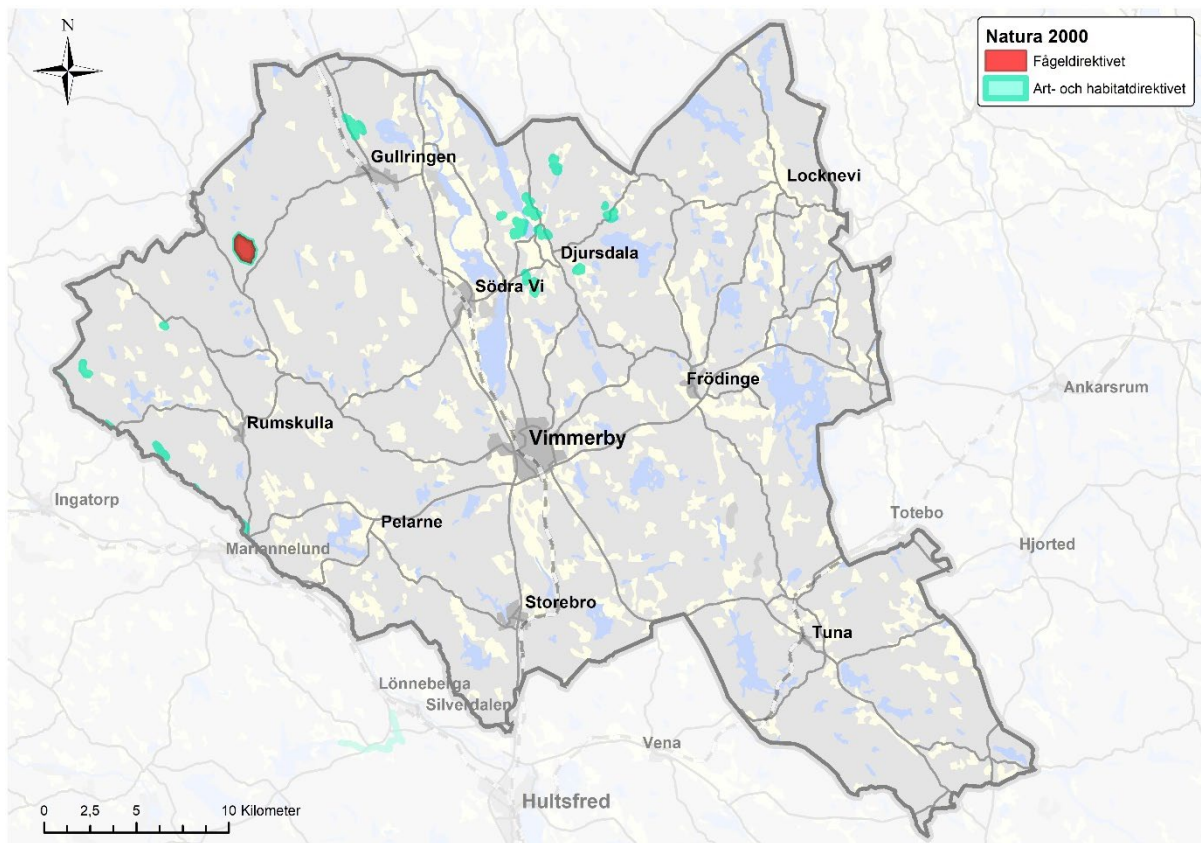 N
Natura 2000
Fågeldirektivet
Art- och habitatdirektivet
Gullringen
Locknevi
Djursdala
Södra Vi
Frödinge
Ankarsrum
Rumskulla
Vimmerby
Ingatorp
Pelarne
Totebo
Mariannelund
Hjorted
Storebro
Tuna
Lönneberga
Silverdalen
Vena
Hultsfred
0 2,5 5 10 Kilometer